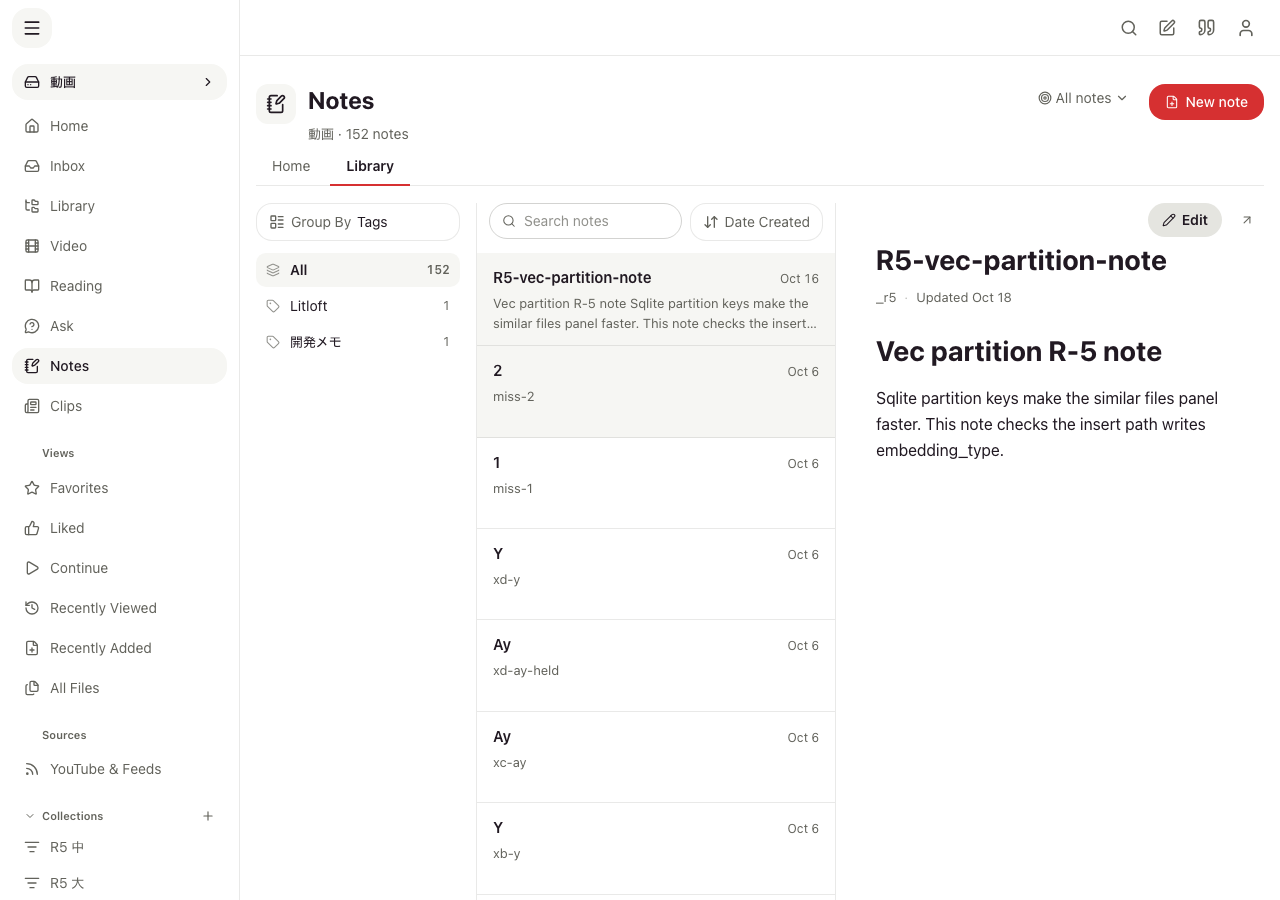 動画
Home
Inbox
Library
Video
Reading
Ask
Notes
Clips
Views
Favorites
Liked
Continue
Recently Viewed
Recently Added
All Files
Sources
YouTube & Feeds
Collections
R5 中
R5 大
Notes
動画 · 152 notes
All notes
New note
Home
Library
Group By Tags
All 152
Litloft 1
開発メモ 1
Search notes
Date Created
R5-vec-partition-note Oct 16
Vec partition R-5 note Sqlite partition keys make the
similar files panel faster. This note checks the insert…
2 Oct 6
miss-2
1 Oct 6
miss-1
Y Oct 6
xd-y
Ay Oct 6
xd-ay-held
Ay Oct 6
xc-ay
Y Oct 6
xb-y
Edit
R5-vec-partition-note
_r5 · Updated Oct 18
Vec partition R-5 note
Sqlite partition keys make the similar files panel
faster. This note checks the insert path writes
embedding_type.